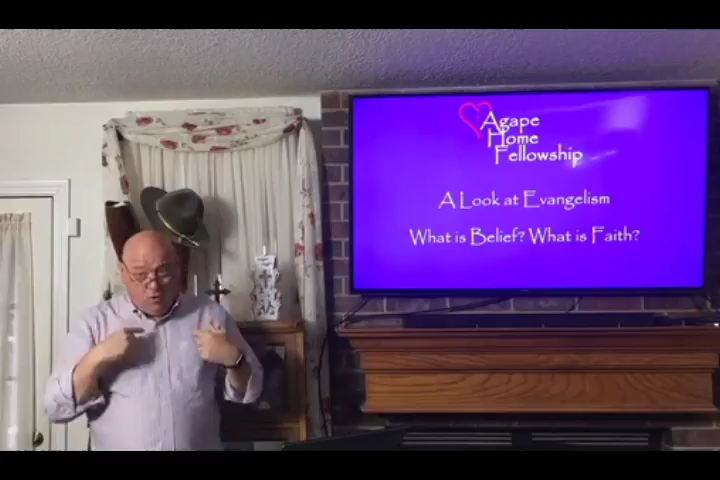 Agape
Home
Fellowship
A Look at Evangelism
What is Belief? What is Faith?